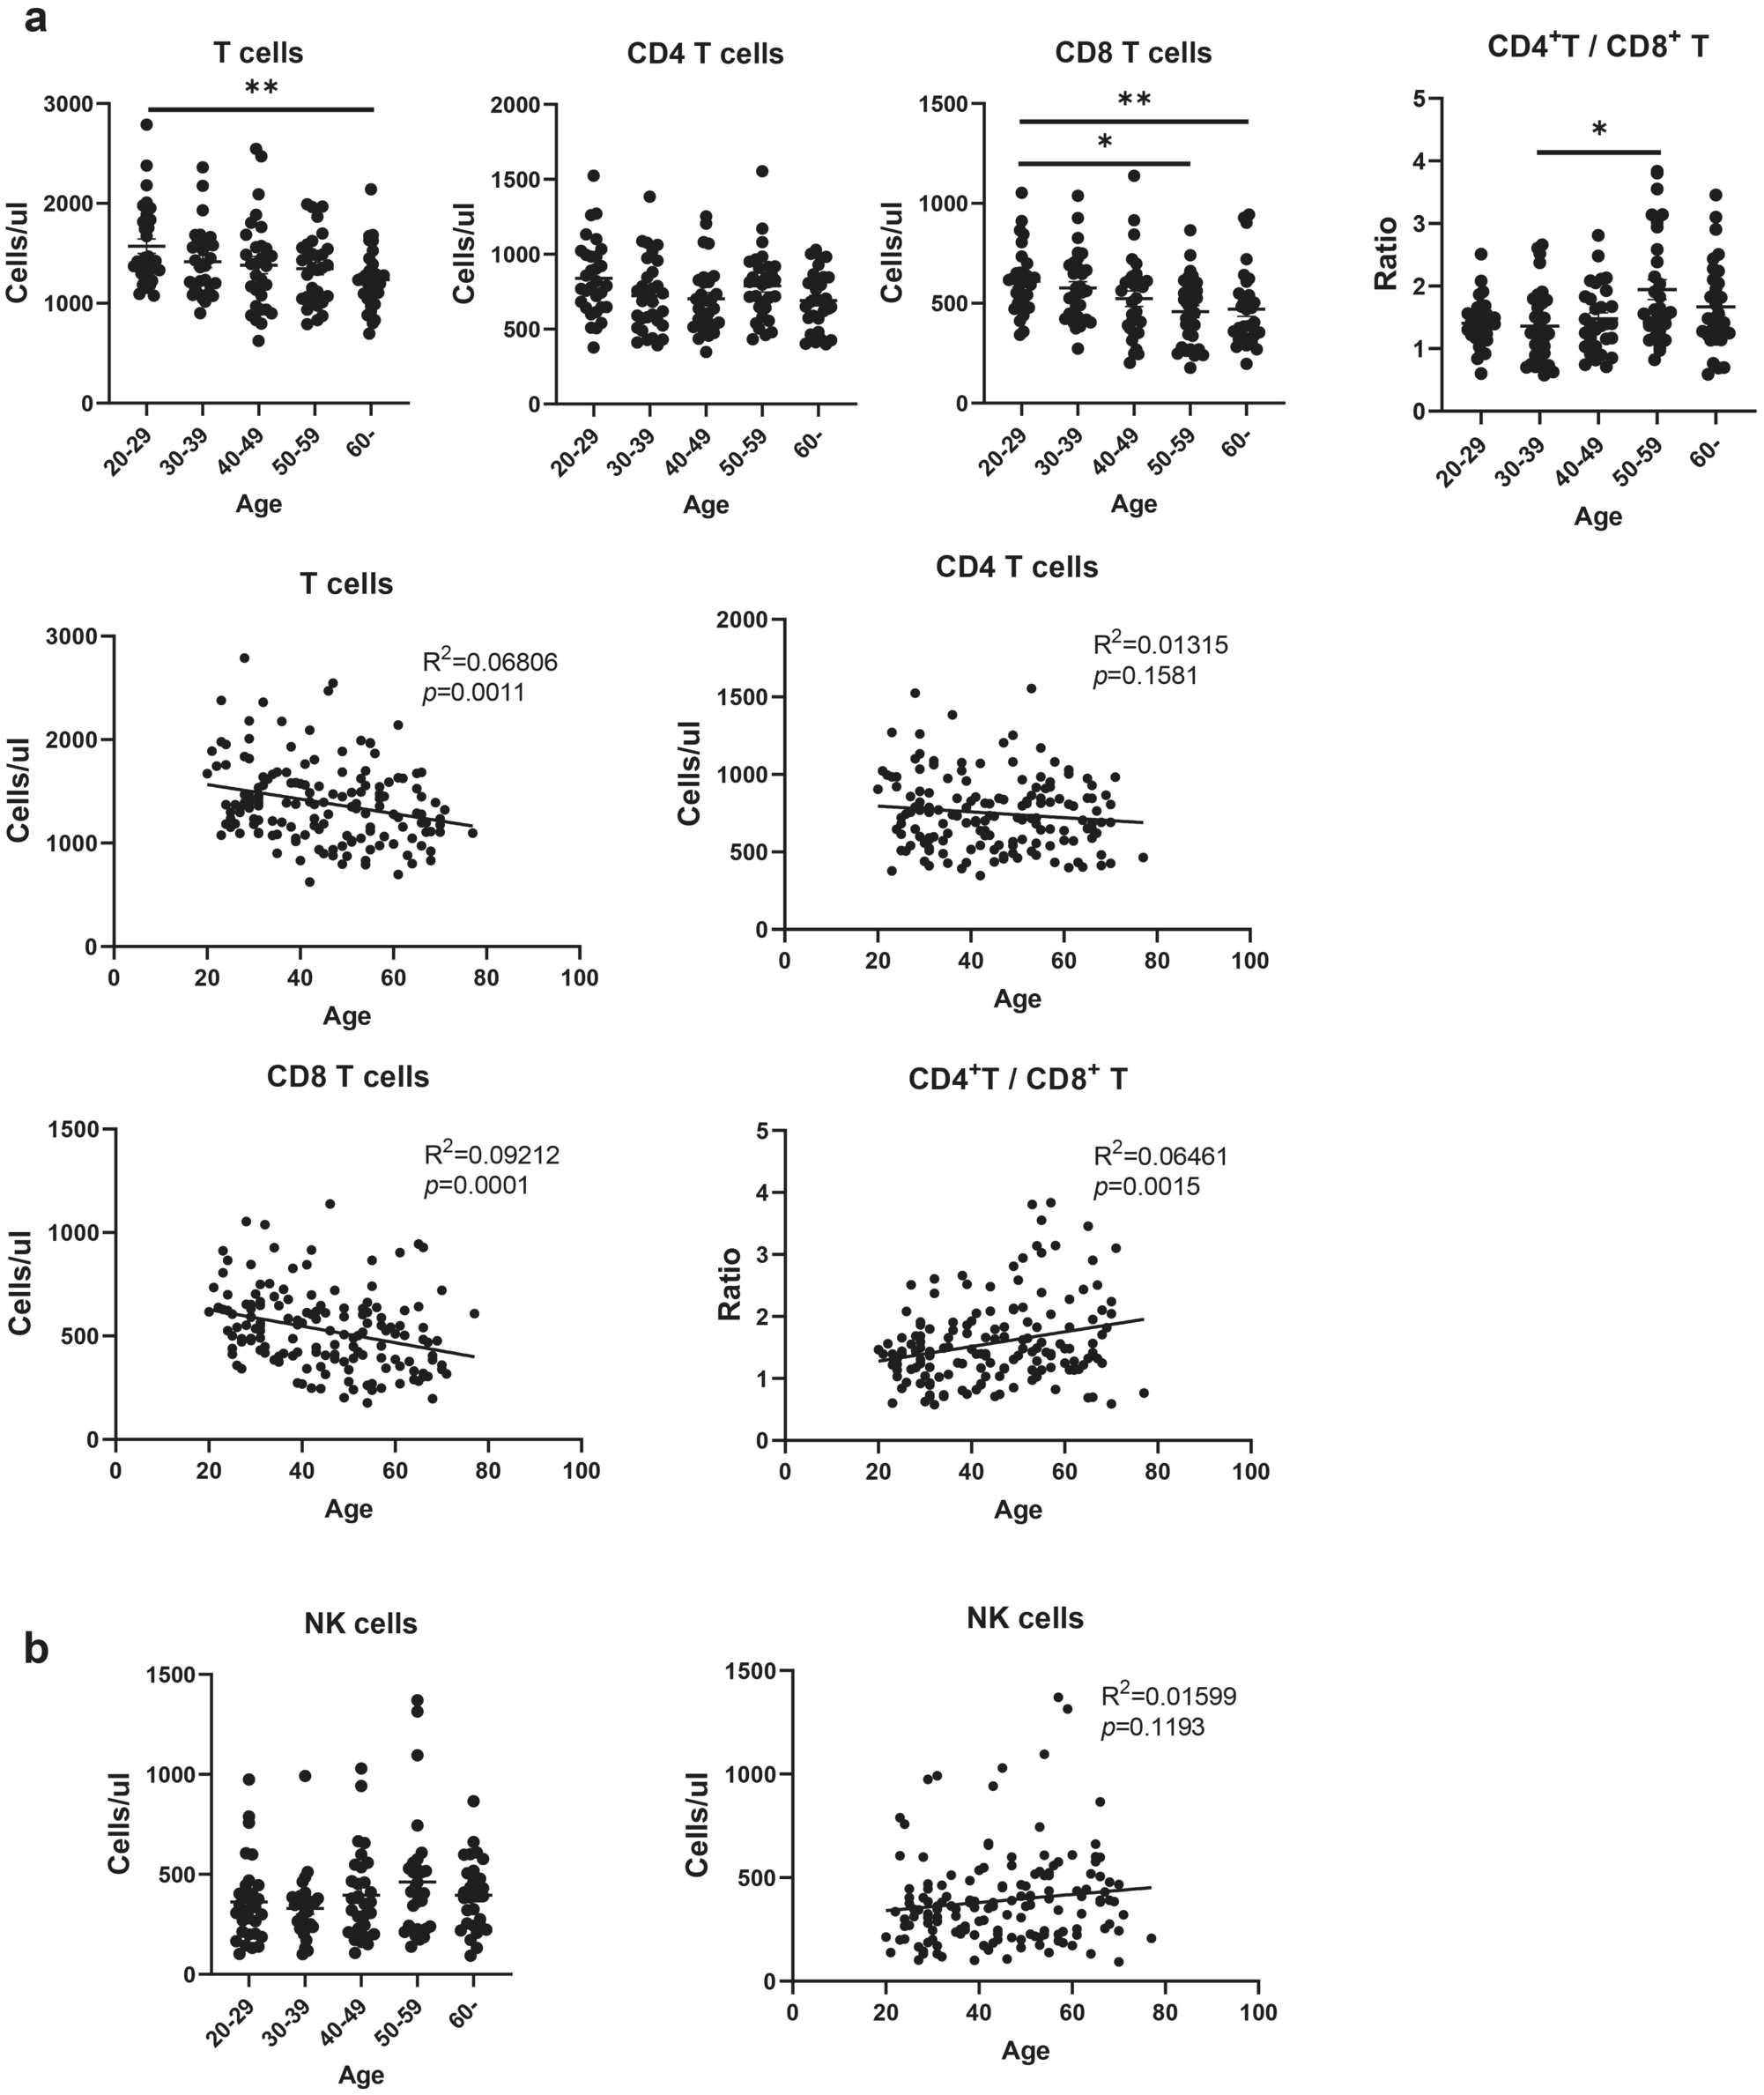 a
T cells
**
3000
2000
1000
0
Cells/ul
20-29
30-39
40-49
50-59
60-
Age
CD4 T cells
2000
1500
1000
500
0
Cells/ul
20-29
30-39
40-49
50-59
60-
Age
CD8 T cells
**
*
1500
1000
500
0
Cells/ul
20-29
30-39
40-49
50-59
60-
Age
CD4+T / CD8+ T
*
5
4
3
2
1
0
Ratio
20-29
30-39
40-49
50-59
60-
Age
T cells
R2=0.06806
p=0.0011
3000
2000
1000
0
Cells/ul
0 20 40 60 80 100
Age
CD4 T cells
R2=0.01315
p=0.1581
2000
1500
1000
500
0
Cells/ul
0 20 40 60 80 100
Age
CD8 T cells
R2=0.09212
p=0.0001
1500
1000
500
0
Cells/ul
0 20 40 60 80 100
Age
CD4+T / CD8+ T
R2=0.06461
p=0.0015
5
4
3
2
1
0
Ratio
0 20 40 60 80 100
Age
b
NK cells
1500
1000
500
0
Cells/ul
20-29
30-39
40-49
50-59
60-
Age
NK cells
R2=0.01599
p=0.1193
1500
1000
500
0
Cells/ul
0 20 40 60 80 100
Age